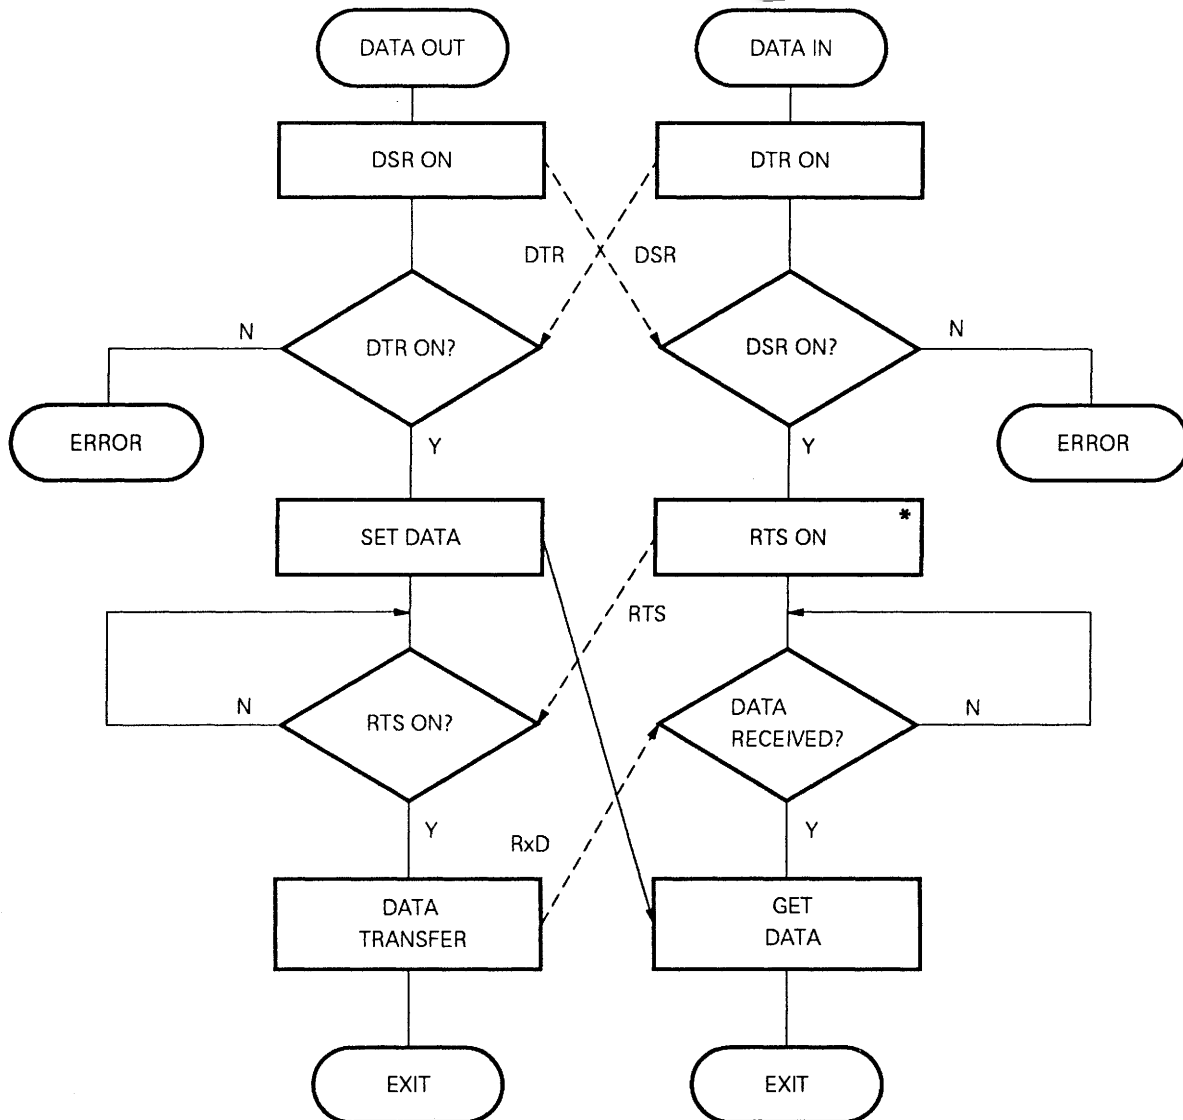 DATA OUT
DATA IN
DSR ON
DTR ON
DTR
DSR
N
DTR ON?
DSR ON?
N
ERROR
Y
Y
ERROR
SET DATA
RTS ON
*
RTS
N
RTS ON?
DATA
RECEIVED?
N
Y
RxD
Y
DATA
TRANSFER
GET
DATA
EXIT
EXIT